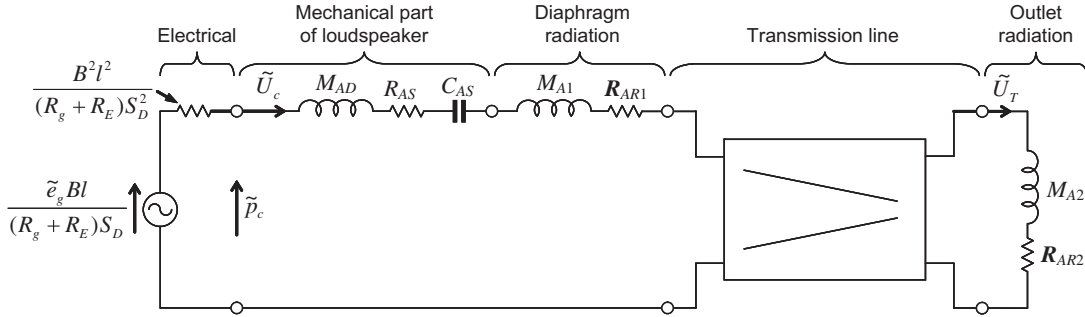 Electrical
Mechanical part
of loudspeaker
Diaphragm
radiation
Transmission line
Outlet
radiation
B²l²
(R_g + R_E)S_D²
Ũ_c
M_AD
R_AS
C_AS
M_A1
R_AR1
Ũ_T
ẽ_g Bl
(R_g + R_E)S_D
p̃_c
M_A2
R_AR2